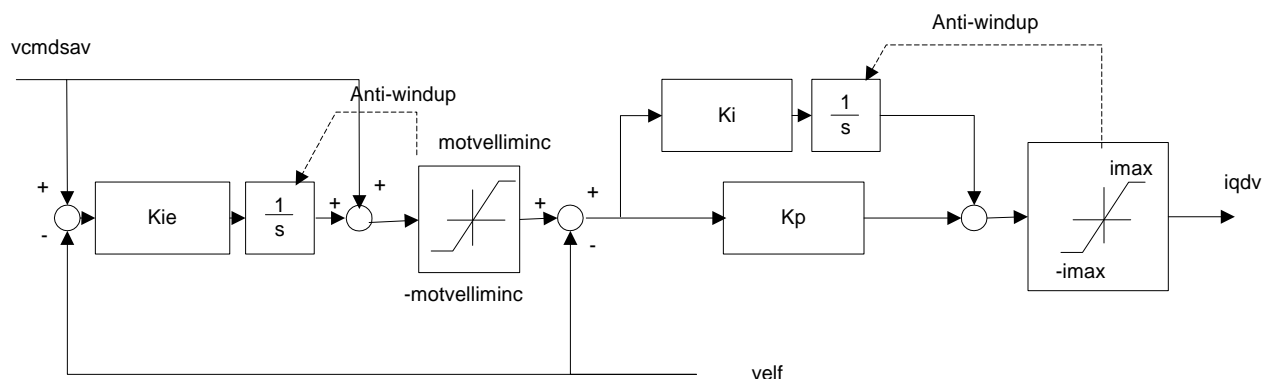 Anti-windup
vcmdsav
Anti-windup
Ki
1
s
motvelliminc
+
+
+
imax
iqdv
Kie
1
s
+
+
Kp
-
-
-imax
-motvelliminc
velf